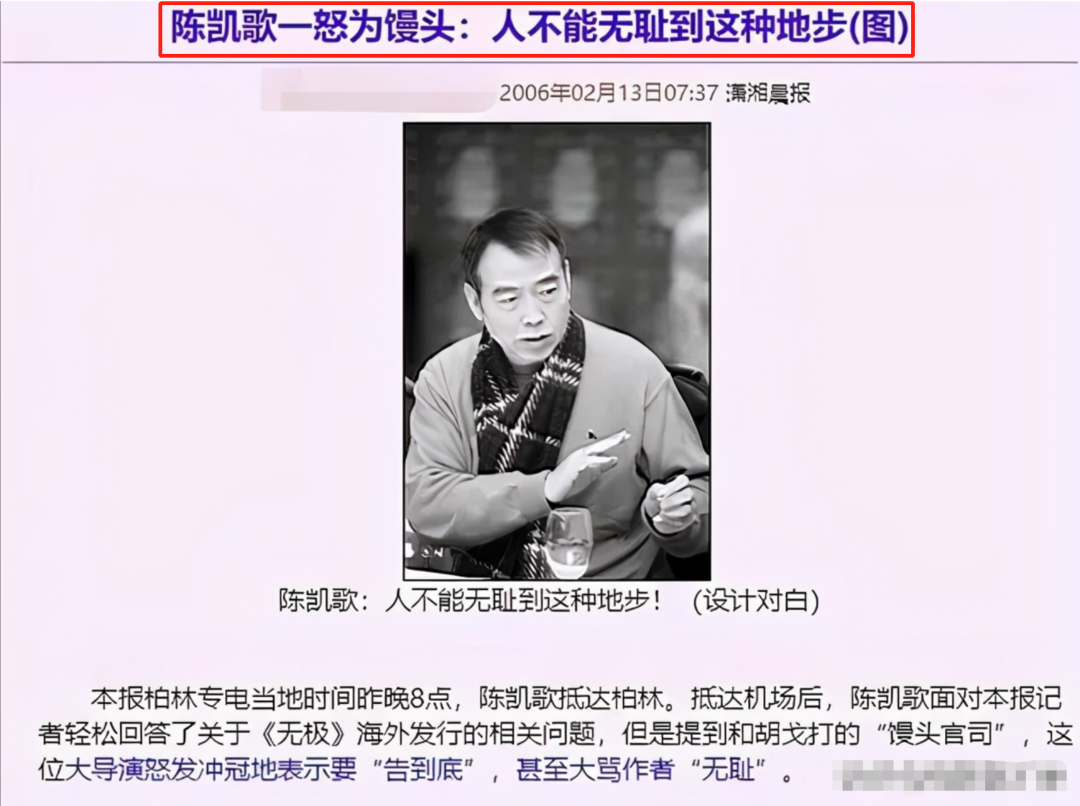 陈凯歌一怒为馒头：人不能无耻到这种地步(图)
2006年02月13日07:37 潇湘晨报
陈凯歌：人不能无耻到这种地步！ (设计对白)
本报柏林专电当地时间昨晚8点，陈凯歌抵达柏林。抵达机场后，陈凯歌面对本报记
者轻松回答了关于《无极》海外发行的相关问题，但是提到和胡戈打的“馒头官司”，这
位大导演怒发冲冠地表示要“告到底”，甚至大骂作者“无耻”。